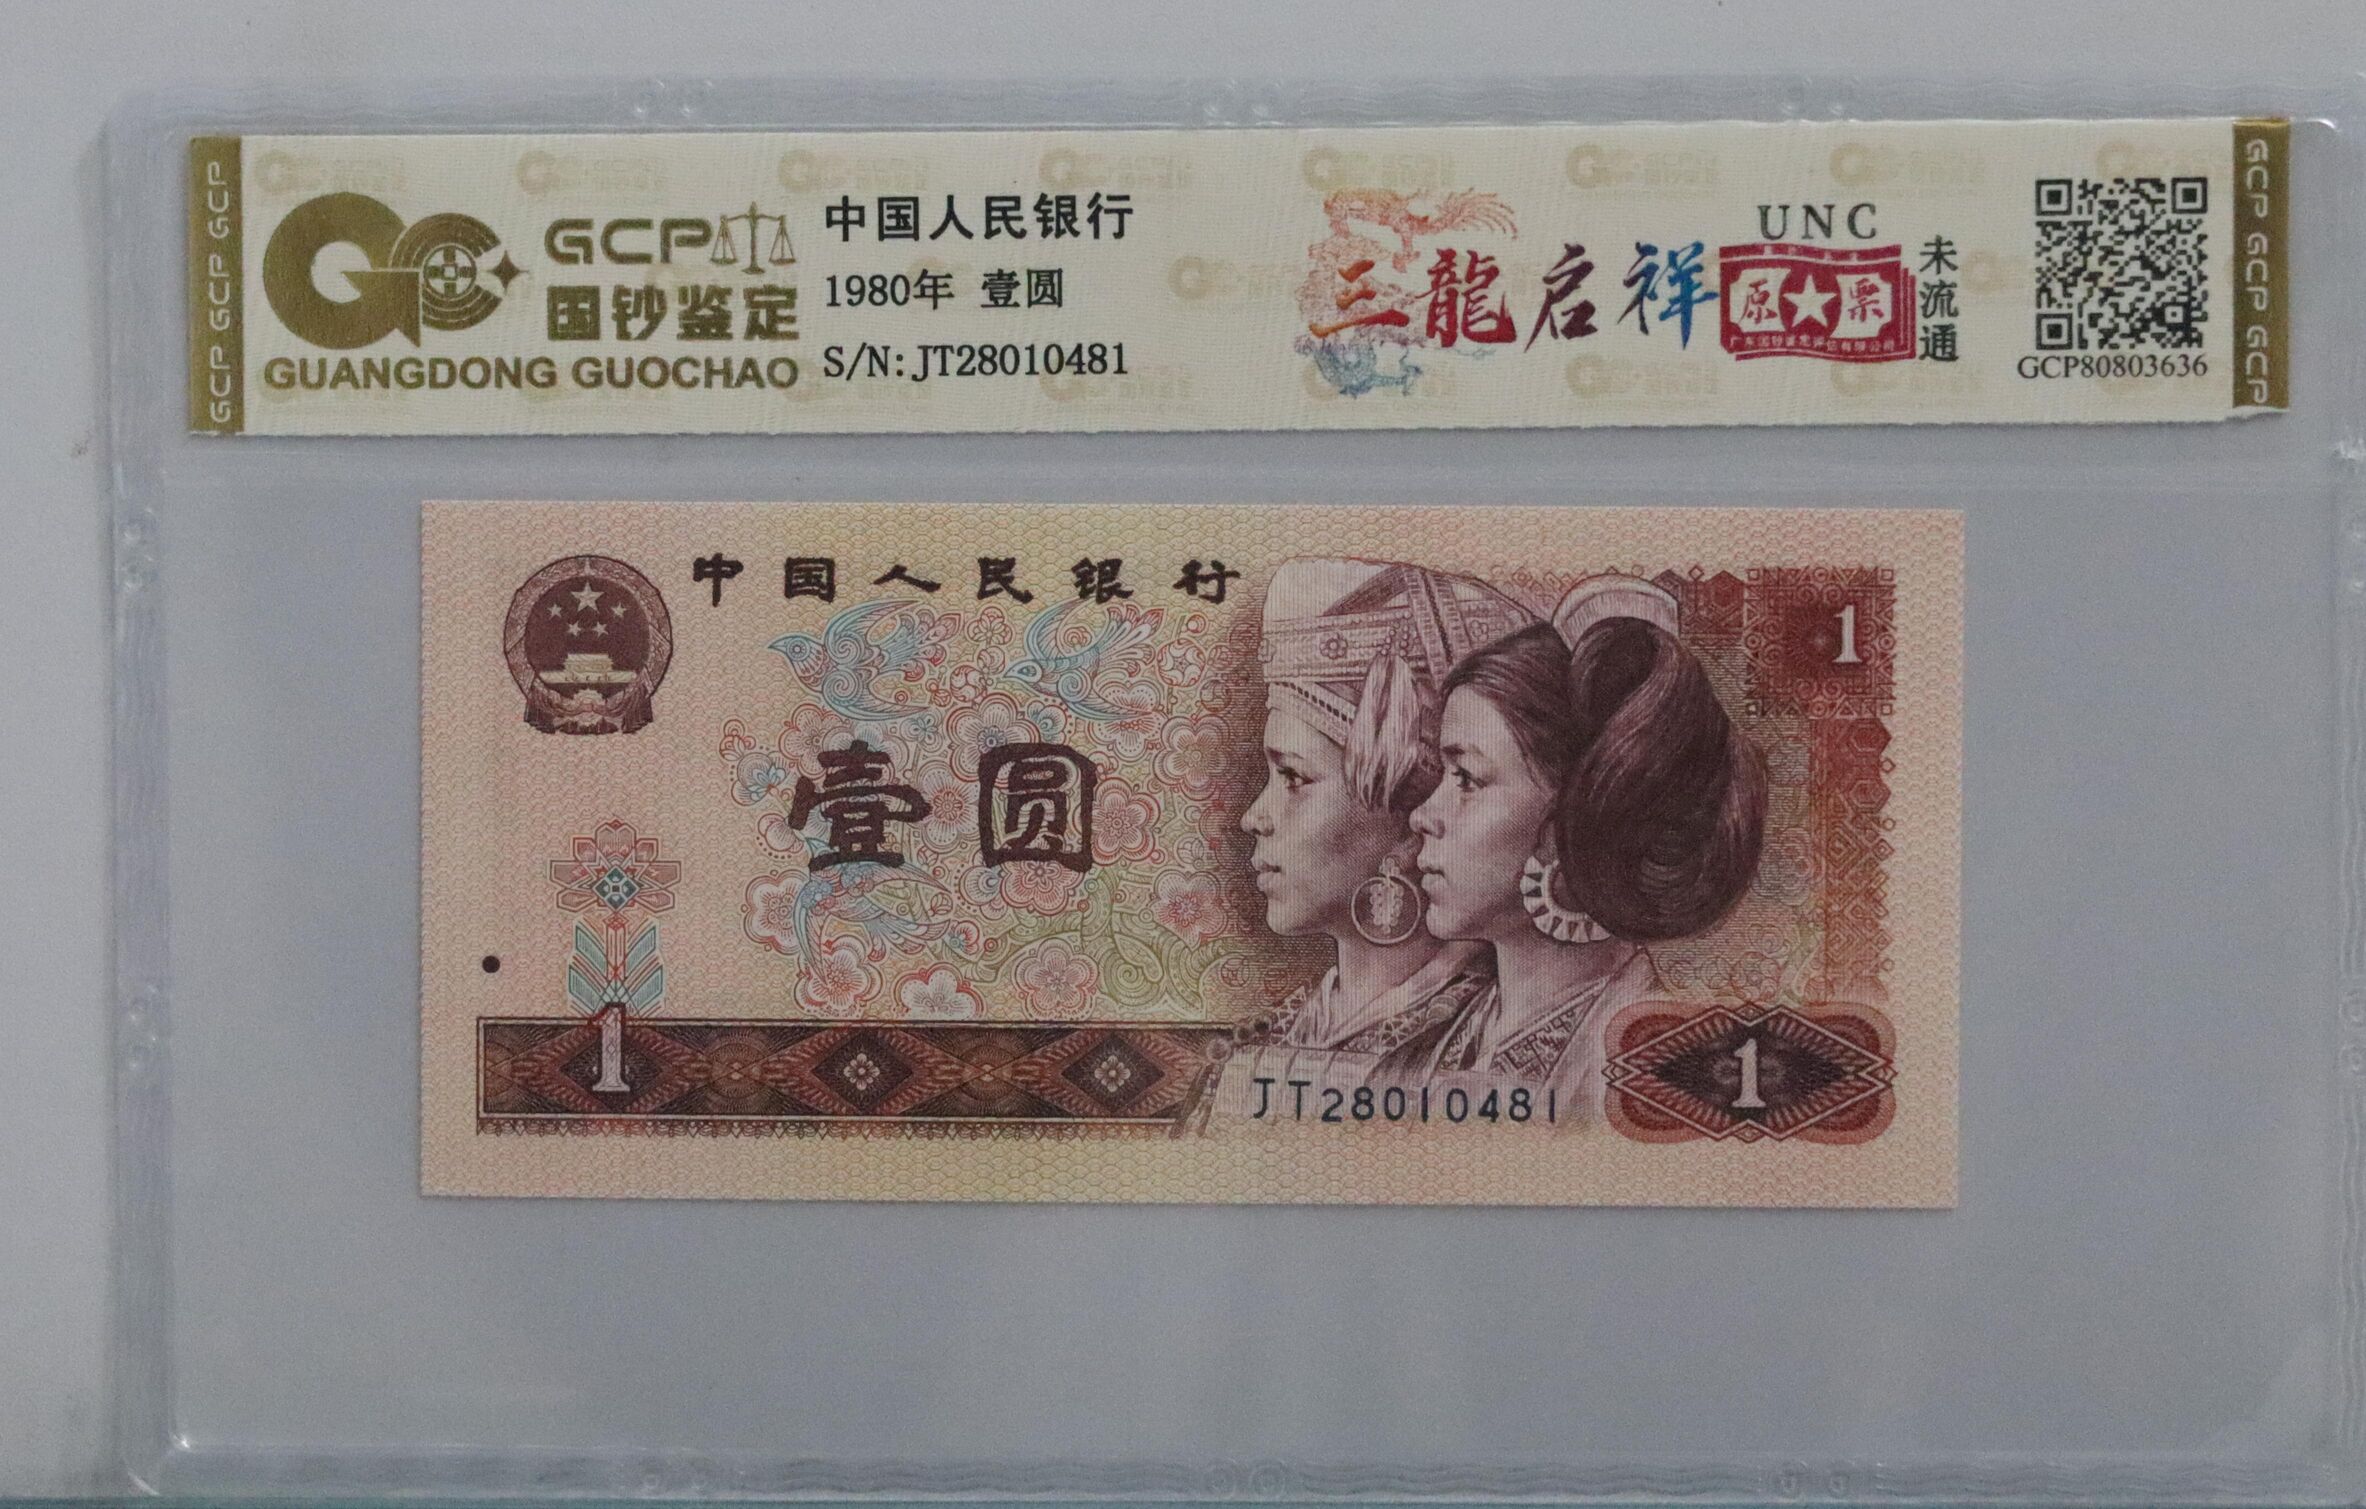 GCP GCP GCP
GCP
国钞鉴定
GUANGDONG GUOCHAO
中国人民银行
1980年 壹圆
S/N: JT28010481
三龍启祥
UNC
原★票
未流通
GCP80803636
GCP GCP GCP
中国人民银行
1
壹圆
1
JT28010481
1